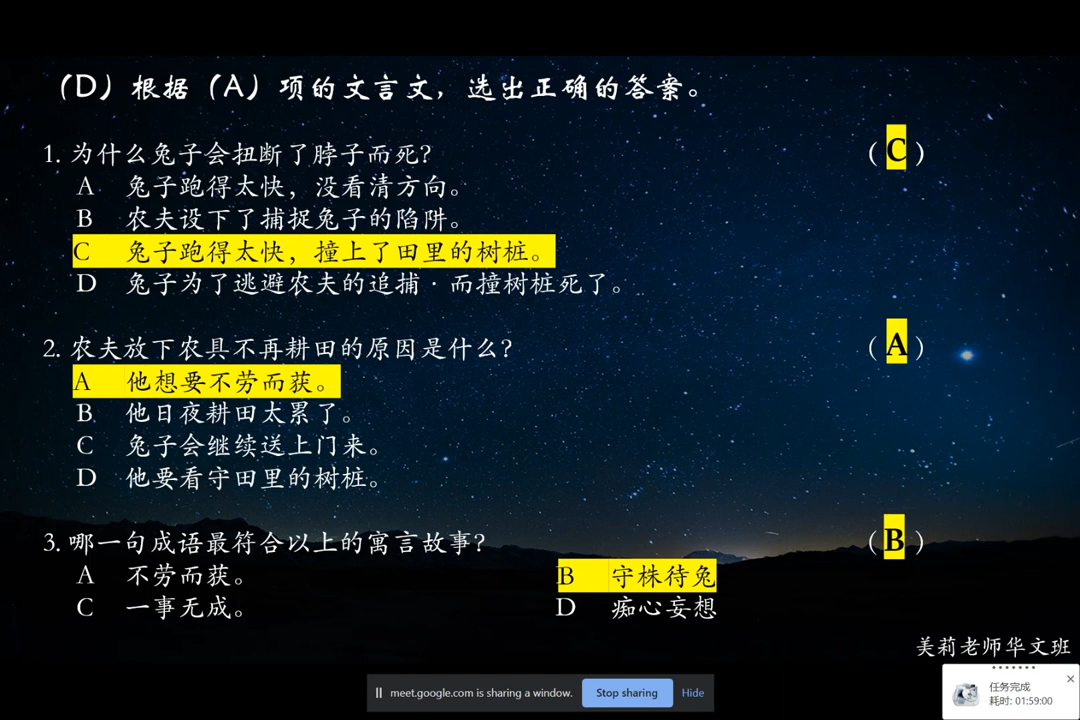 （D）根据（A）项的文言文，选出正确的答案。
1. 为什么兔子会扭断了脖子而死? （C）
A 兔子跑得太快，没看清方向。
B 农夫设下了捕捉兔子的陷阱。
C 兔子跑得太快，撞上了田里的树桩。
D 兔子为了逃避农夫的追捕·而撞树桩死了。
2. 农夫放下农具不再耕田的原因是什么? （A）
A 他想要不劳而获。
B 他日夜耕田太累了。
C 兔子会继续送上门来。
D 他要看守田里的树桩。
3. 哪一句成语最符合以上的寓言故事? （B）
A 不劳而获。 B 守株待兔
C 一事无成。 D 痴心妄想
美莉老师华文班
meet.google.com is sharing a window. Stop sharing Hide
任务完成
耗时: 01:59:00